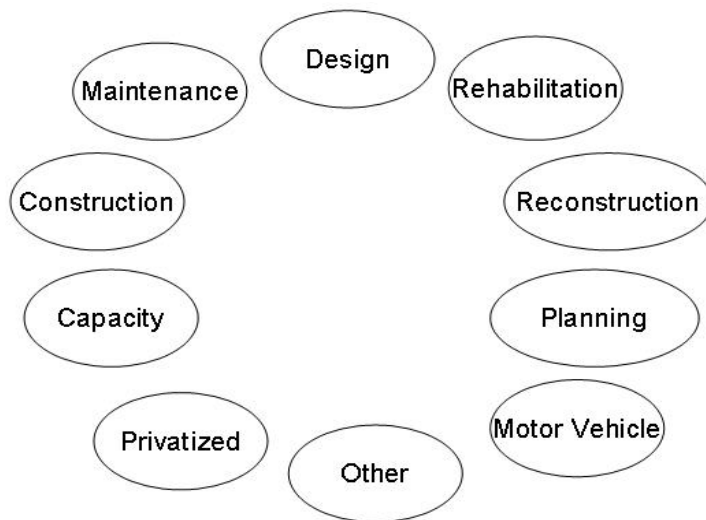 Design
Maintenance
Rehabilitation
Construction
Reconstruction
Capacity
Planning
Motor Vehicle
Privatized
Other